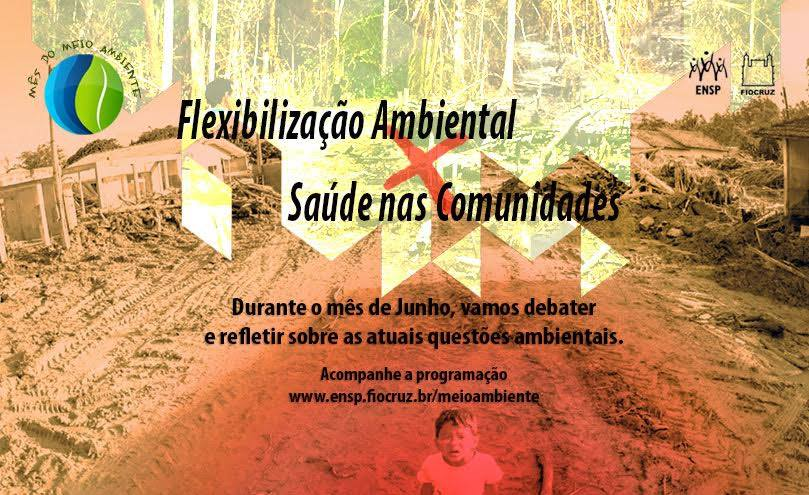 MÊS DO MEIO AMBIENTE
ENSP
FIOCRUZ
Flexibilização Ambiental
X
Saúde nas Comunidades
Durante o mês de Junho, vamos debater
e refletir sobre as atuais questões ambientais.
Acompanhe a programação
www.ensp.fiocruz.br/meioambiente